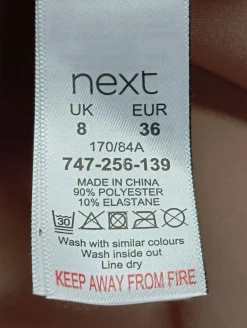 next
UK EUR
8 36
170/84A
747-256-139
MADE IN CHINA
90% POLYESTER
10% ELASTANE
30
Wash with similar colours
Wash inside out
Line dry
KEEP AWAY FROM FIRE